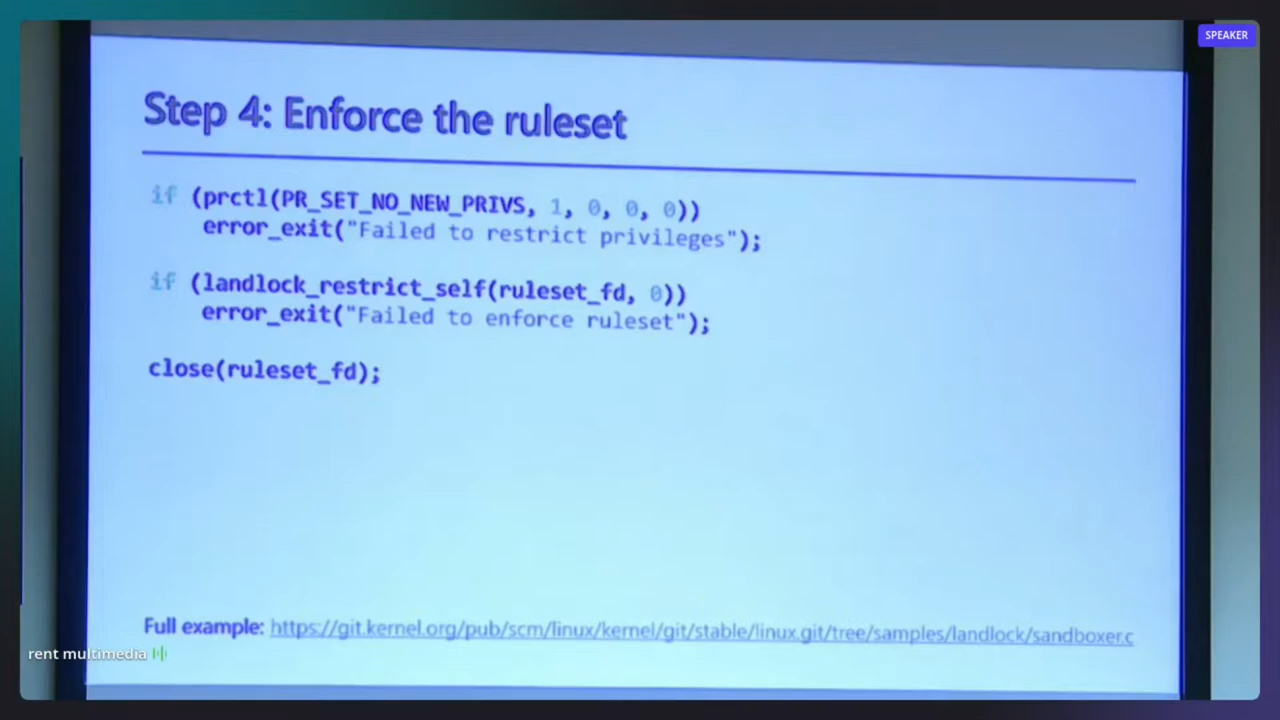 SPEAKER
Step 4: Enforce the ruleset
if (prctl(PR_SET_NO_NEW_PRIVS, 1, 0, 0, 0))
    error_exit("Failed to restrict privileges");
if (landlock_restrict_self(ruleset_fd, 0))
    error_exit("Failed to enforce ruleset");
close(ruleset_fd);
Full example: https://git.kernel.org/pub/scm/linux/kernel/git/stable/linux.git/tree/samples/landlock/sandboxer.c
rent multimedia